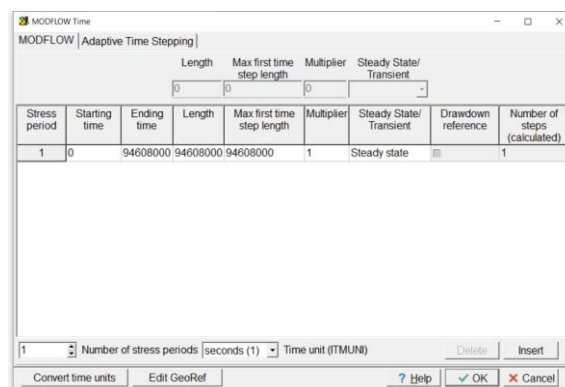 MODFLOW Time
MODFLOW Adaptive Time Stepping
Length Max first time step length Multiplier Steady State/ Transient
0 0 0
Stress period Starting time Ending time Length Max first time step length Multiplier Steady State/ Transient Drawdown reference Number of steps (calculated)
1 0 94608000 94608000 94608000 1 Steady state 1
1 Number of stress periods seconds (1) Time unit (ITMUNI) Delete Insert
Convert time units Edit GeoRef ? Help OK Cancel